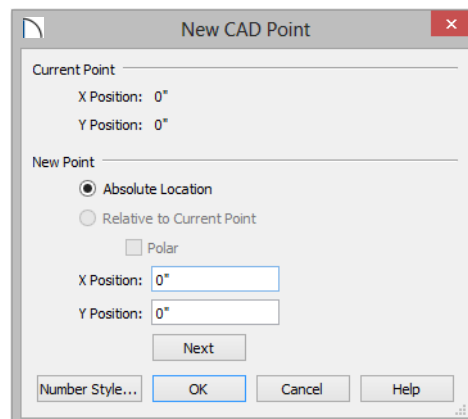 New CAD Point
Current Point
X Position: 0"
Y Position: 0"
New Point
Absolute Location
Relative to Current Point
Polar
X Position: 0"
Y Position: 0"
Next
Number Style... OK Cancel Help